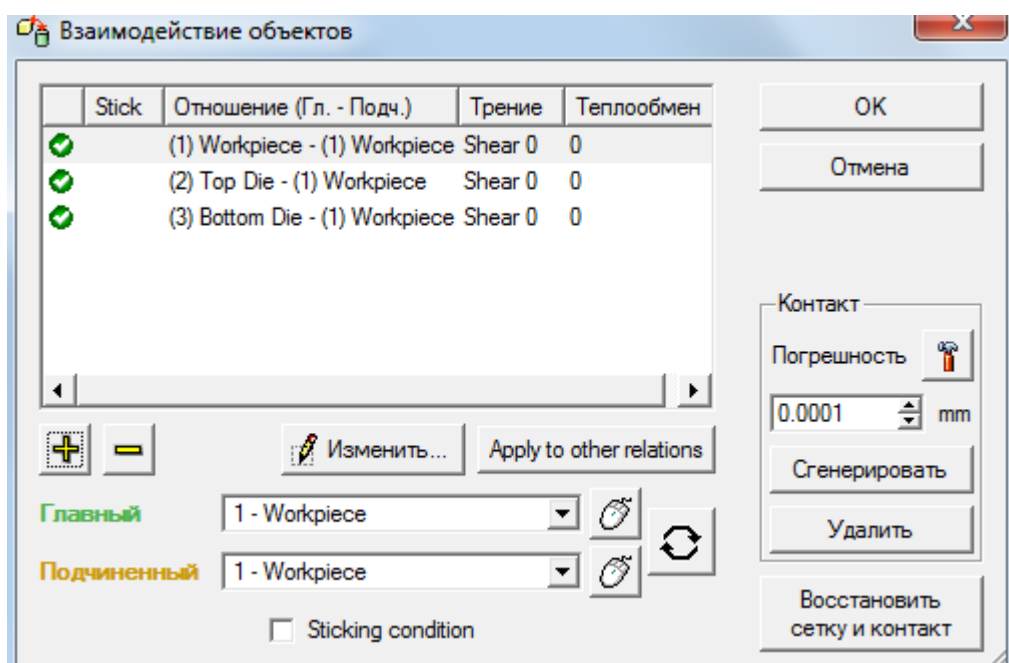 Взаимодействие объектов
Stick Отношение (Гл. - Подч.) Трение Теплообмен
(1) Workpiece - (1) Workpiece Shear 0 0
(2) Top Die - (1) Workpiece Shear 0 0
(3) Bottom Die - (1) Workpiece Shear 0 0
OK
Отмена
Контакт
Погрешность
0.0001 mm
Сгенерировать
Удалить
Восстановить
сетку и контакт
Изменить... Apply to other relations
Главный 1 - Workpiece
Подчиненный 1 - Workpiece
Sticking condition